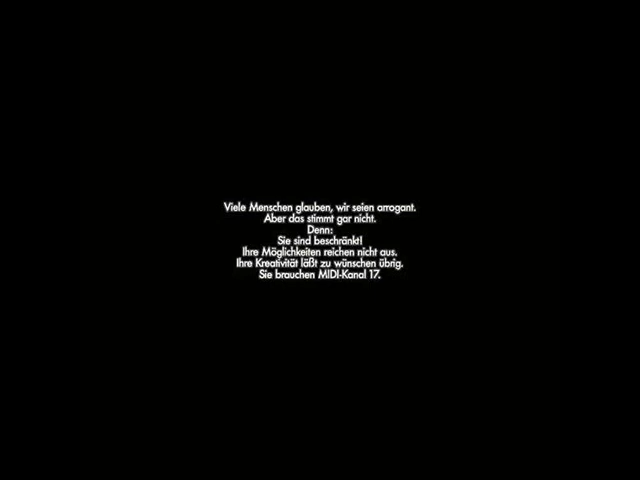 Viele Menschen glauben, wir seien arrogant.
Aber das stimmt gar nicht.
Denn:
Sie sind beschränkt!
Ihre Möglichkeiten reichen nicht aus.
Ihre Kreativität läßt zu wünschen übrig.
Sie brauchen MIDI-Kanal 17.